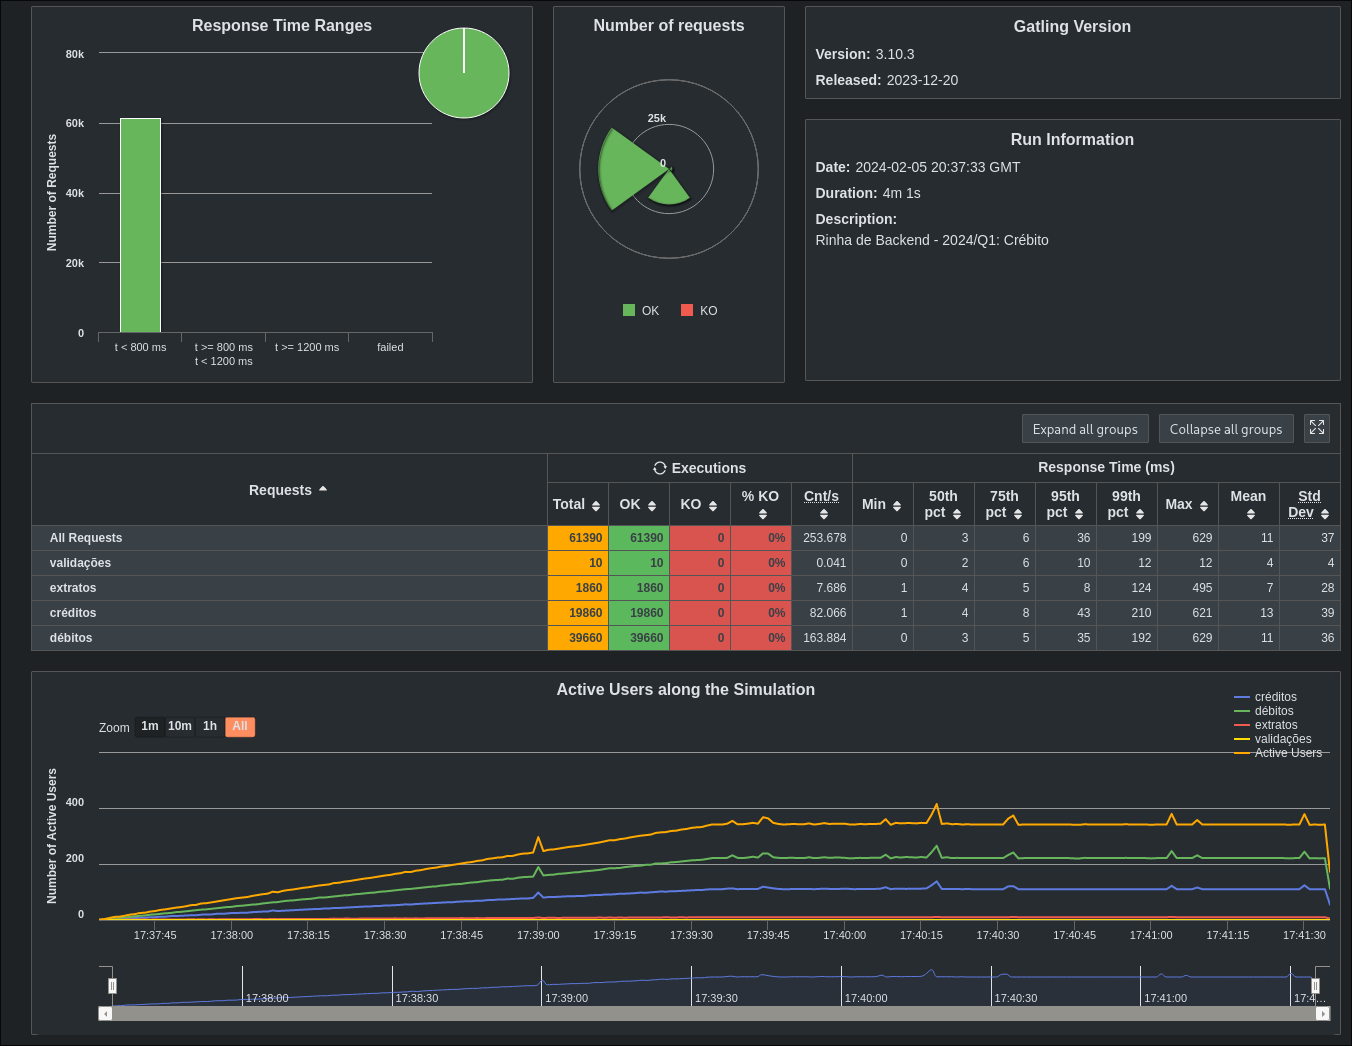 Response Time Ranges
80k
60k
40k
20k
0
Number of Requests
t < 800 ms
t >= 800 ms
t < 1200 ms
t >= 1200 ms
failed
Number of requests
25k
0
OK
KO
Gatling Version
Version: 3.10.3
Released: 2023-12-20
Run Information
Date: 2024-02-05 20:37:33 GMT
Duration: 4m 1s
Description:
Rinha de Backend - 2024/Q1: Crébito
Expand all groups
Collapse all groups
Requests
Executions
Response Time (ms)
Total OK KO % KO Cnt/s Min 50th pct 75th pct 95th pct 99th pct Max Mean Std Dev
All Requests 61390 61390 0 0% 253.678 0 3 6 36 199 629 11 37
validações 10 10 0 0% 0.041 0 2 6 10 12 12 4 4
extratos 1860 1860 0 0% 7.686 1 4 5 8 124 495 7 28
créditos 19860 19860 0 0% 82.066 1 4 8 43 210 621 13 39
débitos 39660 39660 0 0% 163.884 0 3 5 35 192 629 11 36
Active Users along the Simulation
créditos
débitos
extratos
validações
Active Users
Zoom 1m 10m 1h All
Number of Active Users
400
200
0
17:37:45 17:38:00 17:38:15 17:38:30 17:38:45 17:39:00 17:39:15 17:39:30 17:39:45 17:40:00 17:40:15 17:40:30 17:40:45 17:41:00 17:41:15 17:41:30
17:38:00 17:38:30 17:39:00 17:39:30 17:40:00 17:40:30 17:41:00 17:4…